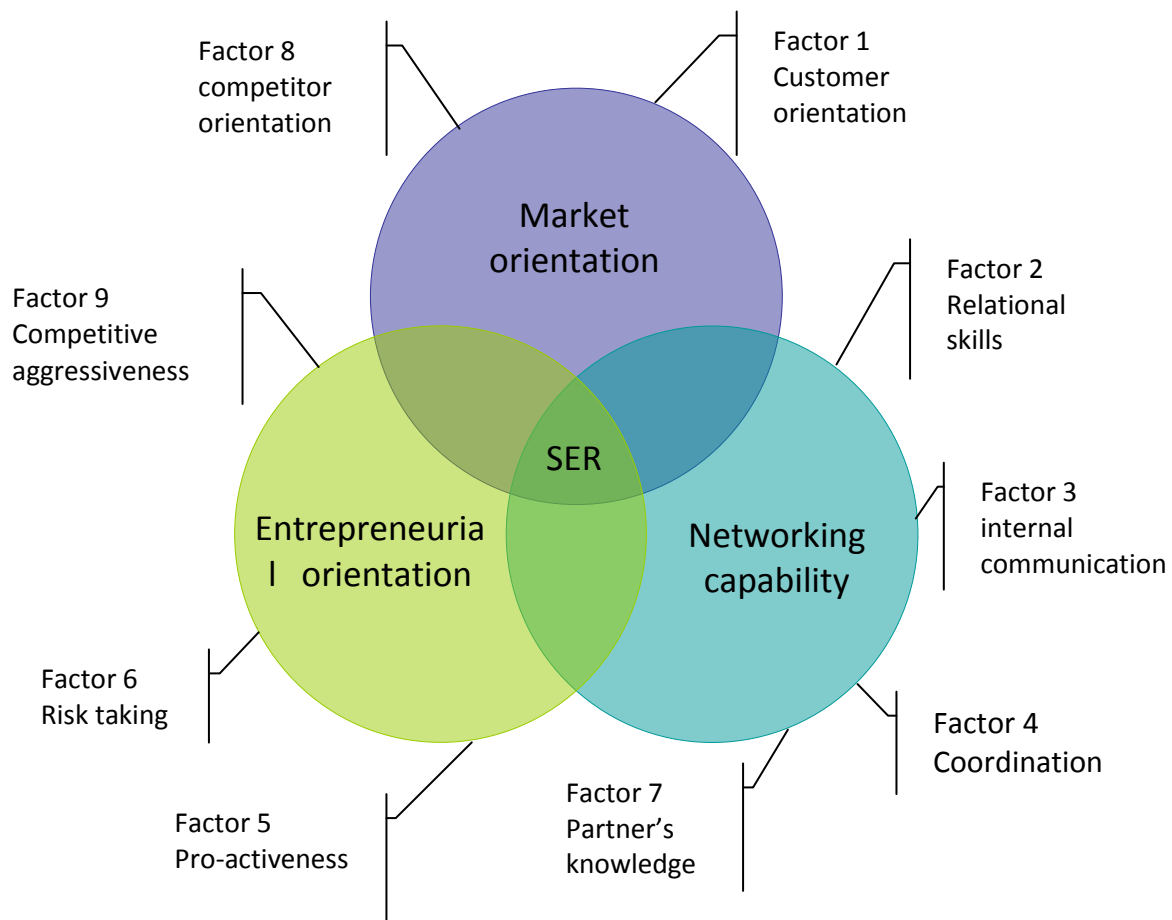 Factor 8
competitor
orientation
Factor 1
Customer
orientation
Market
orientation
Factor 2
Relational
skills
Factor 9
Competitive
aggressiveness
SER
Factor 3
internal
communication
Entrepreneuria
l orientation
Networking
capability
Factor 6
Risk taking
Factor 4
Coordination
Factor 7
Partner’s
knowledge
Factor 5
Pro-activeness